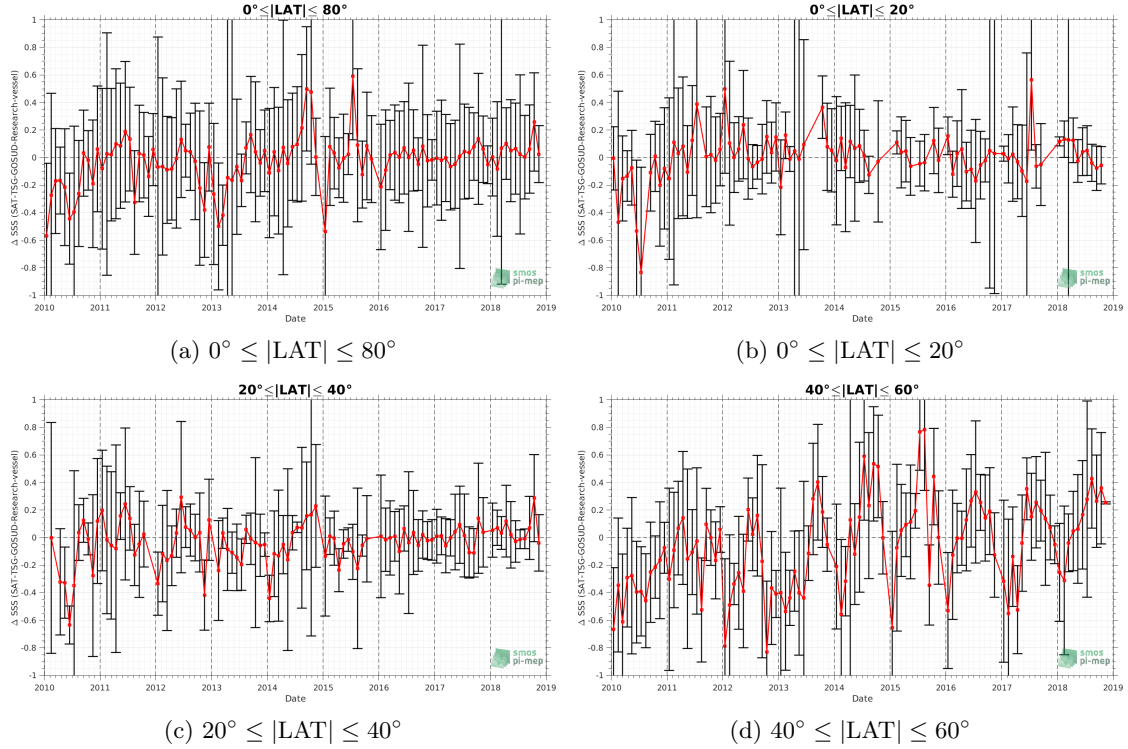 0°≤|LAT|≤ 80°
Δ SSS (SAT-TSG-GOSUD-Research-vessel)
1
0.8
0.6
0.4
0.2
0
-0.2
-0.4
-0.6
-0.8
-1
2010 2011 2012 2013 2014 2015 2016 2017 2018 2019
Date
smos
pi-mep
(a) 0° ≤ |LAT| ≤ 80°
0°≤|LAT|≤ 20°
Δ SSS (SAT-TSG-GOSUD-Research-vessel)
1
0.8
0.6
0.4
0.2
0
-0.2
-0.4
-0.6
-0.8
-1
2010 2011 2012 2013 2014 2015 2016 2017 2018 2019
Date
smos
pi-mep
(b) 0° ≤ |LAT| ≤ 20°
20°≤|LAT|≤ 40°
Δ SSS (SAT-TSG-GOSUD-Research-vessel)
1
0.8
0.6
0.4
0.2
0
-0.2
-0.4
-0.6
-0.8
-1
2010 2011 2012 2013 2014 2015 2016 2017 2018 2019
Date
smos
pi-mep
(c) 20° ≤ |LAT| ≤ 40°
40°≤|LAT|≤ 60°
Δ SSS (SAT-TSG-GOSUD-Research-vessel)
1
0.8
0.6
0.4
0.2
0
-0.2
-0.4
-0.6
-0.8
-1
2010 2011 2012 2013 2014 2015 2016 2017 2018 2019
Date
smos
pi-mep
(d) 40° ≤ |LAT| ≤ 60°